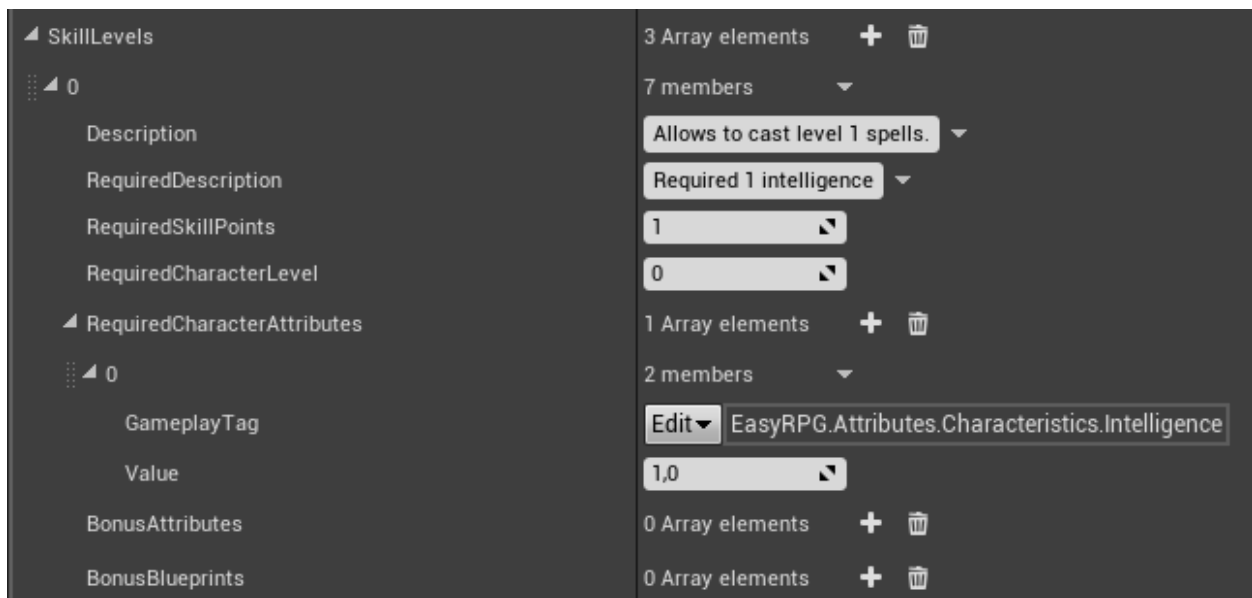 SkillLevels 3 Array elements
0 7 members
Description Allows to cast level 1 spells.
RequiredDescription Required 1 intelligence
RequiredSkillPoints 1
RequiredCharacterLevel 0
RequiredCharacterAttributes 1 Array elements
0 2 members
GameplayTag Edit EasyRPG.Attributes.Characteristics.Intelligence
Value 1,0
BonusAttributes 0 Array elements
BonusBlueprints 0 Array elements